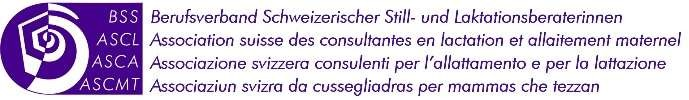 BSS Berufsverband Schweizerischer Still- und Laktationsberaterinnen
ASCL Association suisse des consultantes en lactation et allaitement maternel
ASCA Associazione svizzera consulenti per l'allattamento e per la lattazione
ASCMT Associaziun svizra da cussegliadras per mammas che tezzan